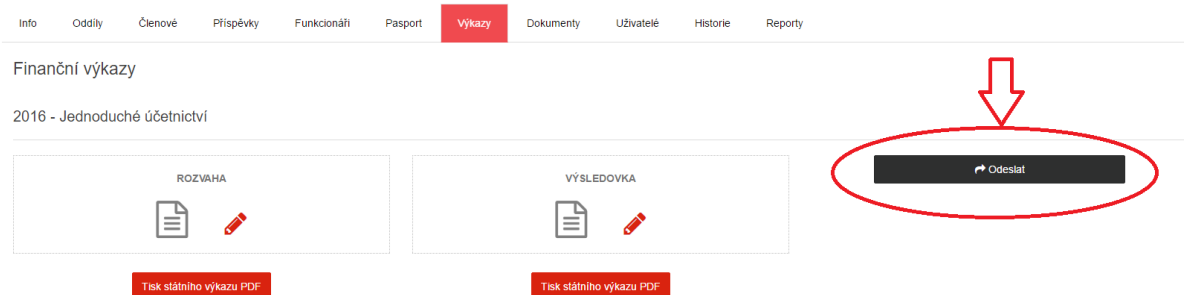 Info Oddíly Členové Příspěvky Funkcionáři Pasport Výkazy Dokumenty Uživatelé Historie Reporty
Finanční výkazy
2016 - Jednoduché účetnictví
ROZVAHA
VÝSLEDOVKA
Odeslat
Tisk státního výkazu PDF
Tisk státního výkazu PDF